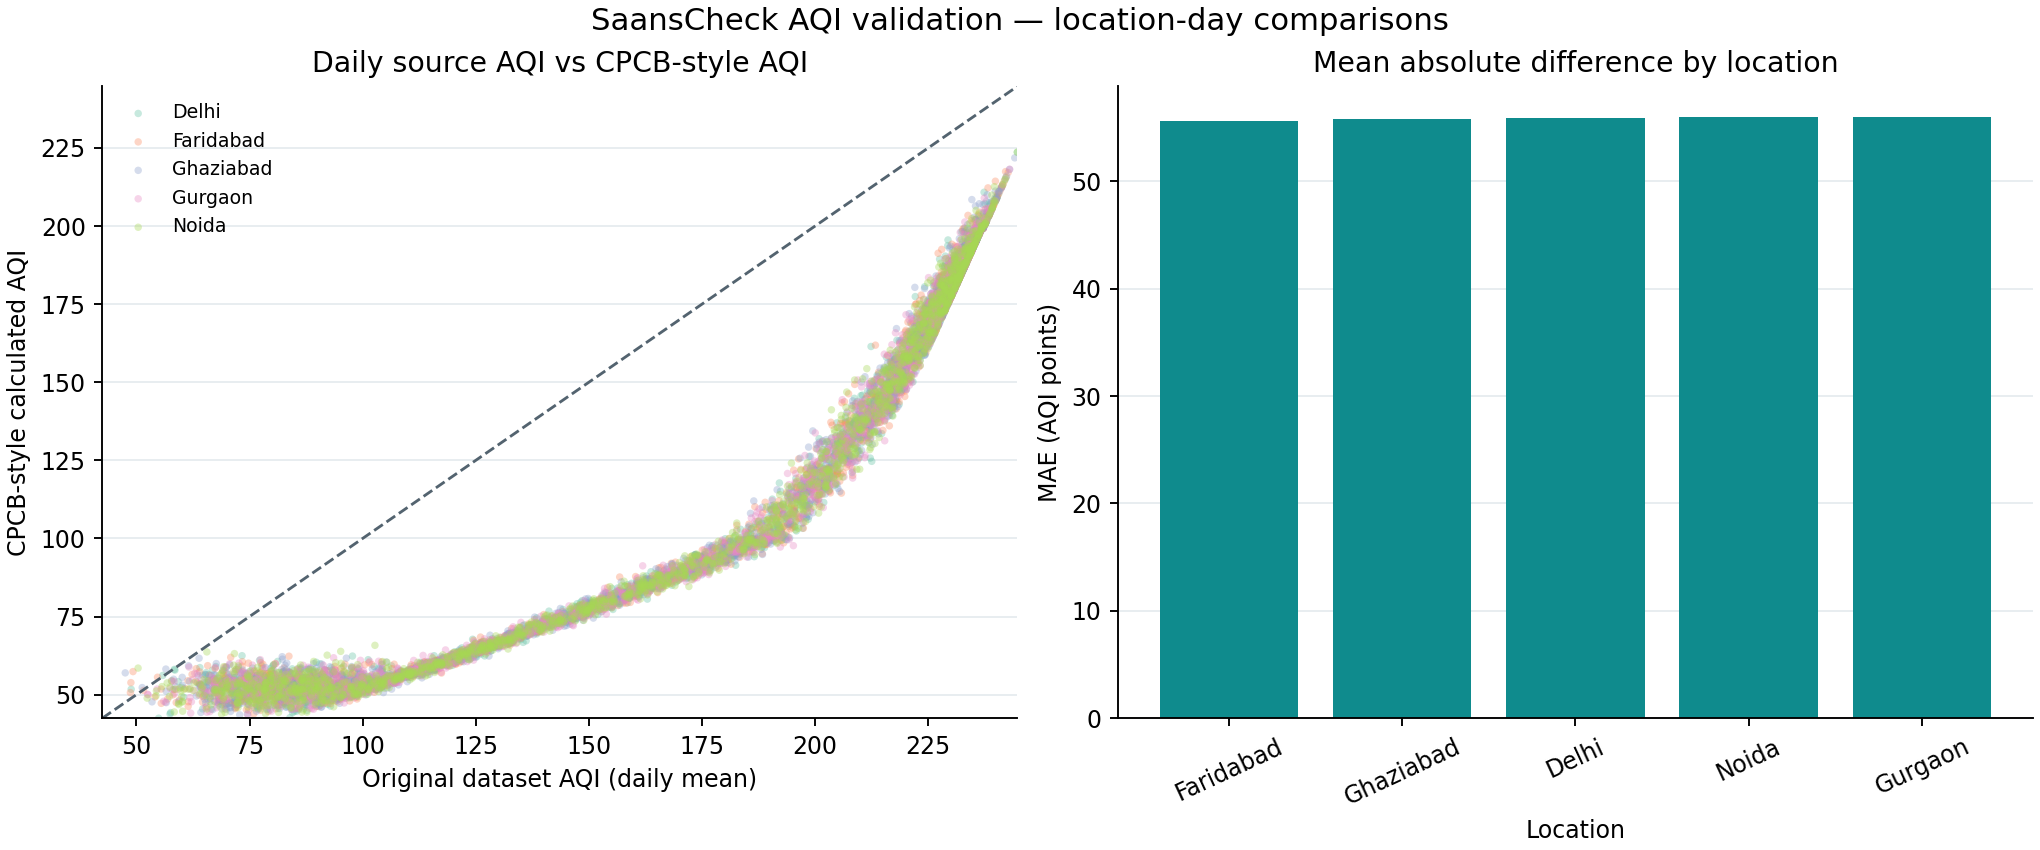 SaansCheck AQI validation — location-day comparisons
Daily source AQI vs CPCB-style AQI
Delhi
Faridabad
Ghaziabad
Gurgaon
Noida
225
200
175
150
125
100
75
50
CPCB-style calculated AQI
50 75 100 125 150 175 200 225
Original dataset AQI (daily mean)
Mean absolute difference by location
50
40
30
20
10
0
MAE (AQI points)
Faridabad Ghaziabad Delhi Noida Gurgaon
Location